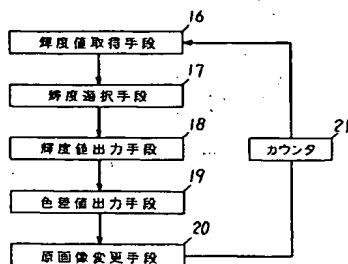 16
輝度値取得手段
17
輝度選択手段
18
輝度値出力手段
19
色差値出力手段
20
原画像変更手段
21
カウンタ